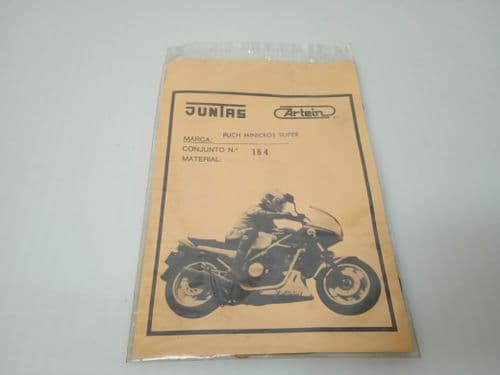 JUNTAS Artein
MARCA: PUCH MINICROS SUPER
CONJUNTO N.º 184
MATERIAL: